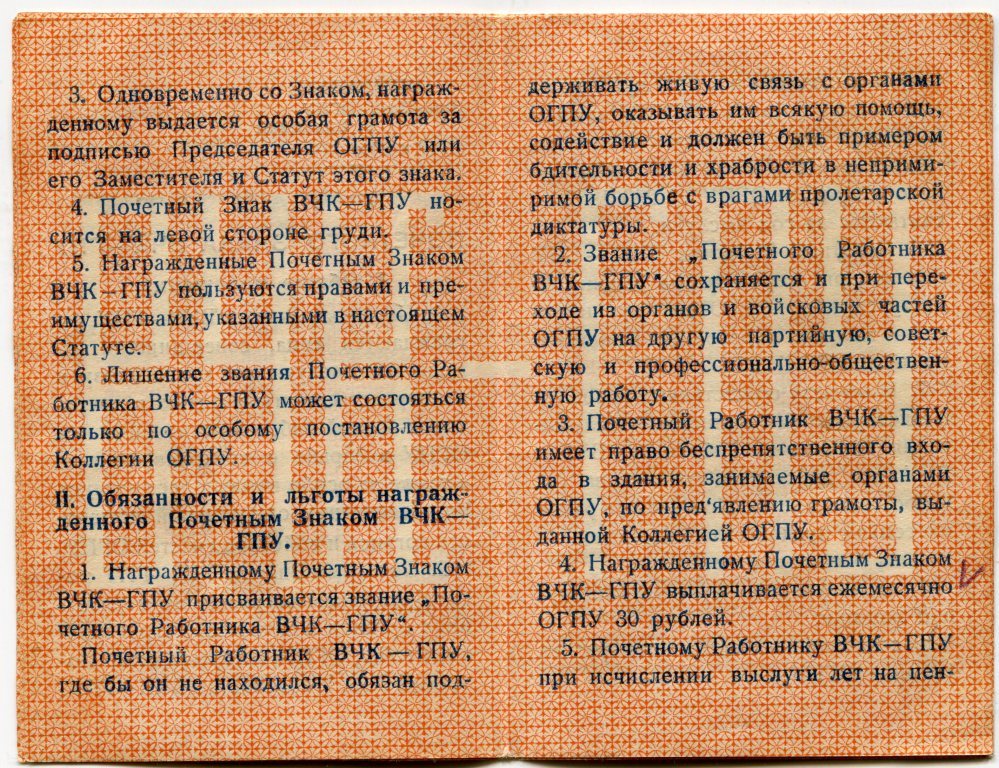 3. Одновременно со Знаком, награж-
денному выдается особая грамота за
подписью Председателя ОГПУ или
его Заместителя и Статут этого знака.
4. Почетный Знак ВЧК—ГПУ но-
сится на левой стороне груди.
5. Награжденные Почетным Знаком
ВЧК—ГПУ пользуются правами и пре-
имуществами, указанными в настоящем
Статуте.
6. Лишение звания Почетного Ра-
ботника ВЧК—ГПУ может состояться
только по особому постановлению
Коллегии ОГПУ.
II. Обязанности и льготы награж-
денного Почетным Знаком ВЧК—
ГПУ.
1. Награжденному Почетным Знаком
ВЧК—ГПУ присваивается звание „По-
четного Работника ВЧК—ГПУ“.
Почетный Работник ВЧК—ГПУ,
где бы он не находился, обязан под-
держивать живую связь с органами
ОГПУ, оказывать им всякую помощь,
содействие и должен быть примером
бдительности и храбрости в неприми-
римой борьбе с врагами пролетарской
диктатуры.
2. Звание „Почетного Работника
ВЧК—ГПУ“ сохраняется и при пере-
ходе из органов и войсковых частей
ОГПУ на другую партийную, совет-
скую и профессионально-обществен-
ную работу.
3. Почетный Работник ВЧК—ГПУ
имеет право беспрепятственного вхо-
да в здания, занимаемые органами
ОГПУ, по пред‘явлению грамоты, вы-
данной Коллегией ОГПУ.
4. Награжденному Почетным Знаком
ВЧК—ГПУ выплачивается ежемесячно
ОГПУ 30 рублей.
5. Почетному Работнику ВЧК—ГПУ
при исчислении выслуги лет на пен-